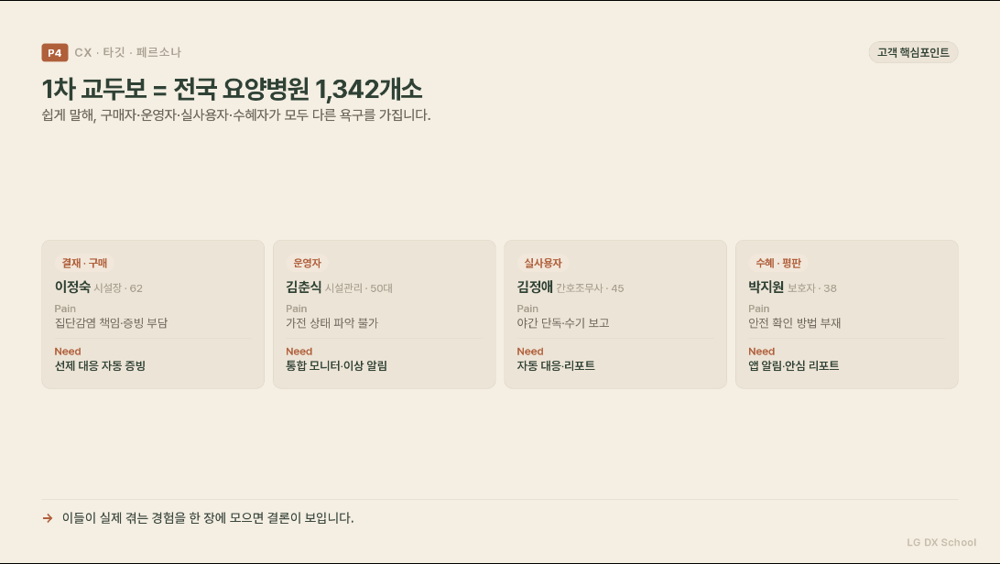 P4 CX · 타깃 · 페르소나
고객 핵심포인트
1차 교두보 = 전국 요양병원 1,342개소
쉽게 말해, 구매자·운영자·실사용자·수혜자가 모두 다른 욕구를 가집니다.
결재 · 구매
이정숙 시설장 · 62
Pain
집단감염 책임·증빙 부담
Need
선제 대응 자동 증빙
운영자
김춘식 시설관리 · 50대
Pain
가전 상태 파악 불가
Need
통합 모니터·이상 알림
실사용자
김정애 간호조무사 · 45
Pain
야간 단독·수기 보고
Need
자동 대응·리포트
수혜 · 평판
박지원 보호자 · 38
Pain
안전 확인 방법 부재
Need
앱 알림·안심 리포트
→ 이들이 실제 겪는 경험을 한 장에 모으면 결론이 보입니다.
LG DX School